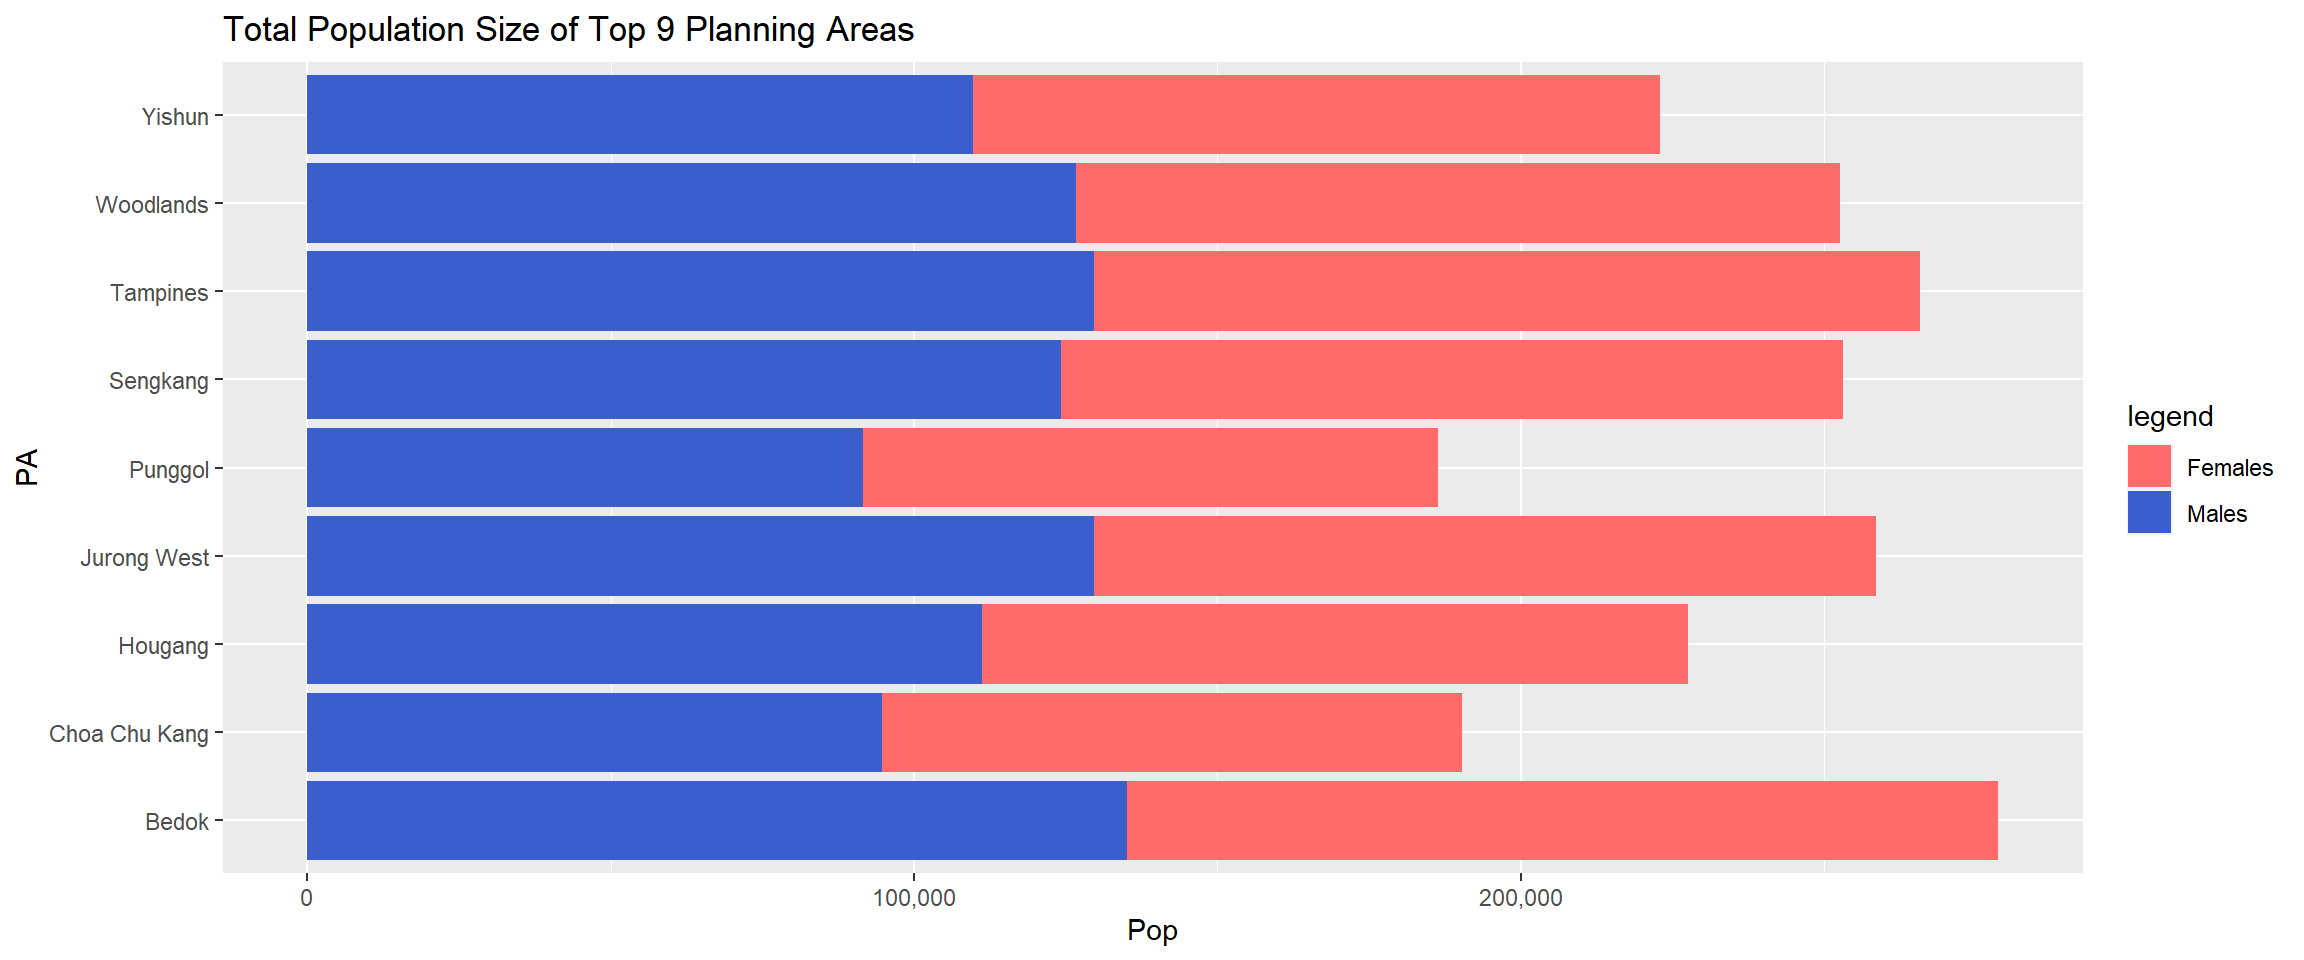 Total Population Size of Top 9 Planning Areas
Yishun
Woodlands
Tampines
Sengkang
Punggol
Jurong West
Hougang
Choa Chu Kang
Bedok
PA
0
100,000
200,000
Pop
legend
Females
Males